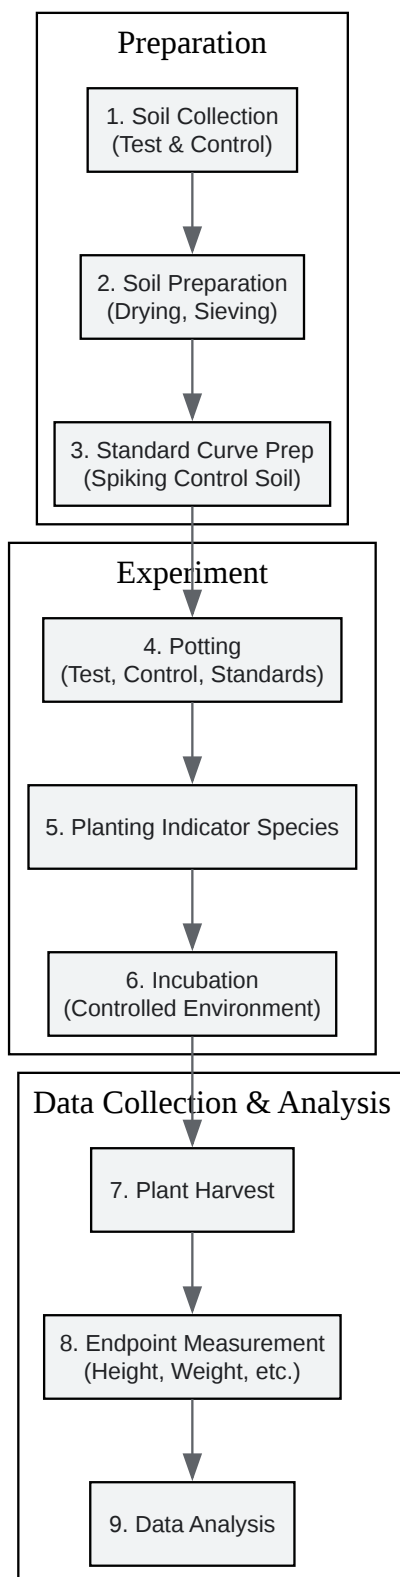 Preparation
1. Soil Collection
(Test & Control)
2. Soil Preparation
(Drying, Sieving)
3. Standard Curve Prep
(Spiking Control Soil)
Experiment
4. Potting
(Test, Control, Standards)
5. Planting Indicator Species
6. Incubation
(Controlled Environment)
Data Collection & Analysis
7. Plant Harvest
8. Endpoint Measurement
(Height, Weight, etc.)
9. Data Analysis